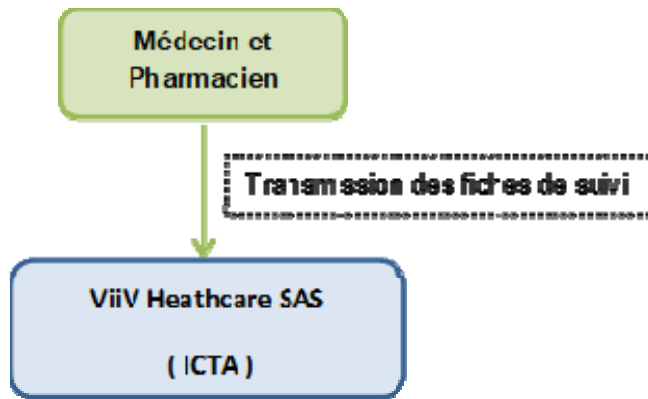 Médecin et
Pharmacien
Transmission des fiches de suivi
ViiV Heathcare SAS
( ICTA )